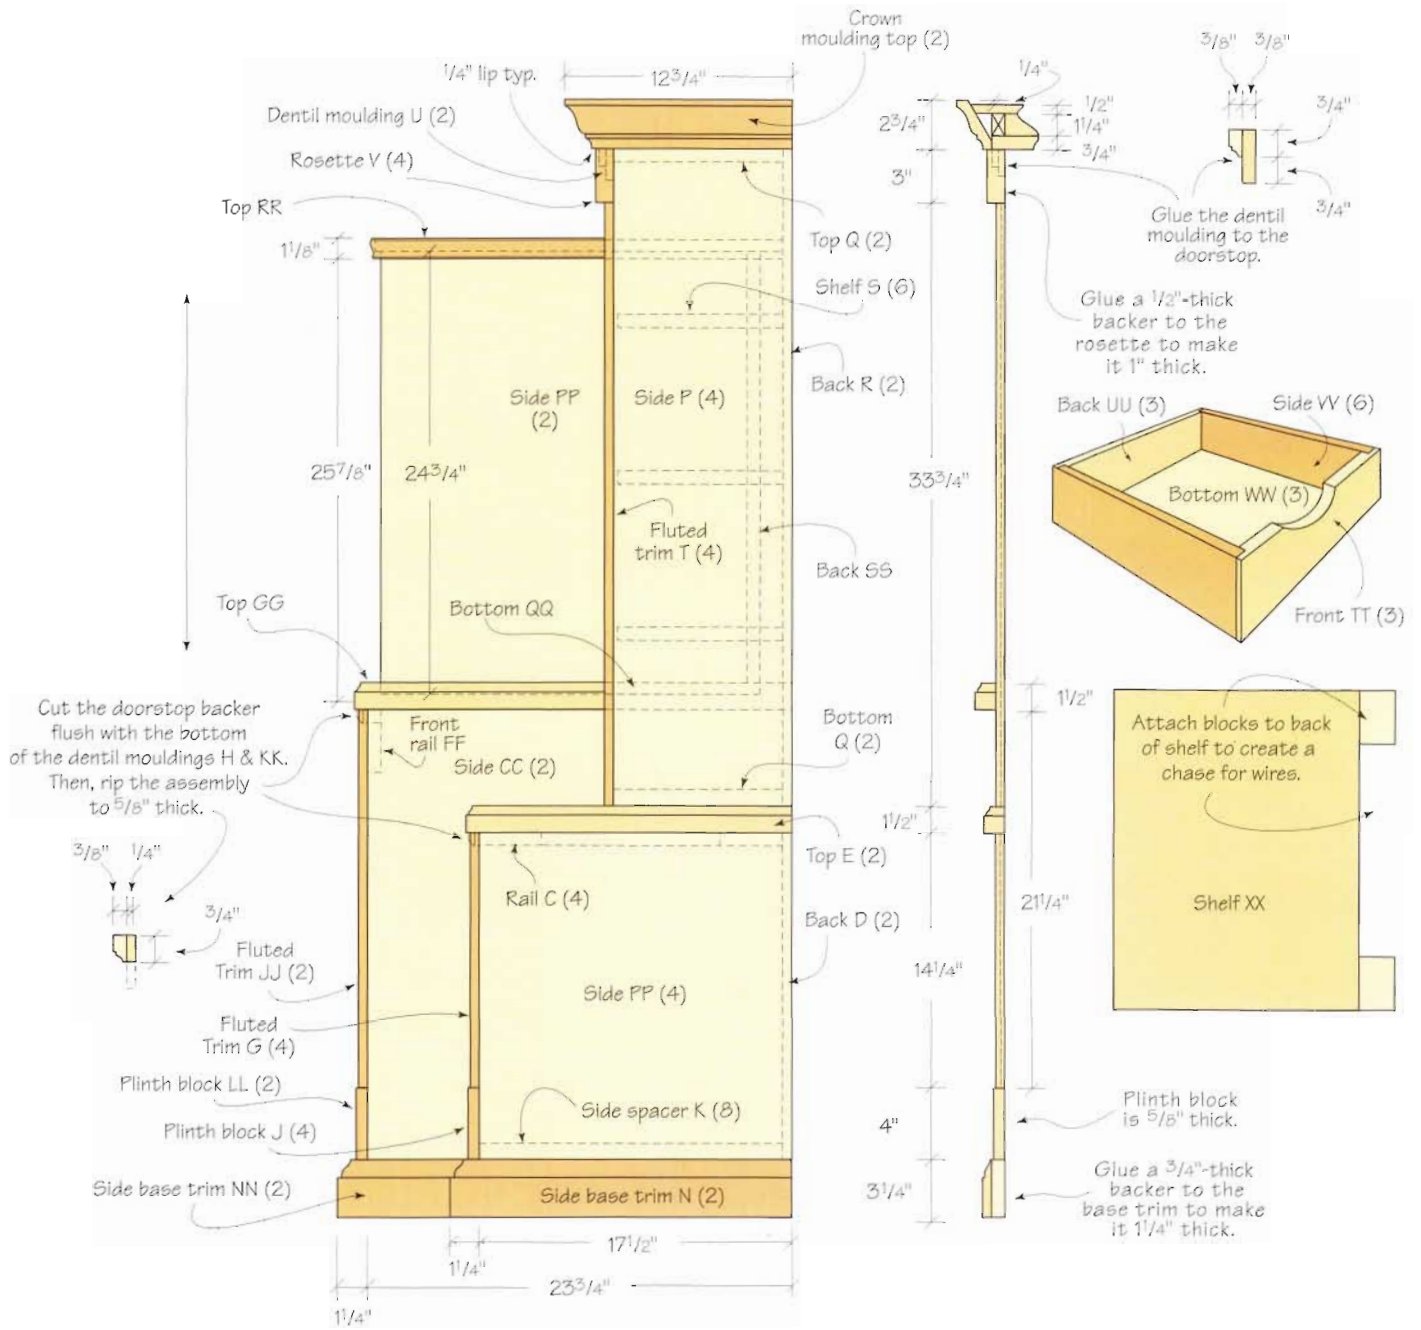 Crown
moulding top (2)
1/4" lip typ.
12 3/4"
Dentil moulding U (2)
Rosette V (4)
Top RR
1 1/8"
Top Q (2)
Shelf S (6)
Side PP
(2)
Side P (4)
Back R (2)
25 7/8"
24 3/4"
Fluted
trim T (4)
Back SS
Top GG
Bottom QQ
Cut the doorstop backer
flush with the bottom
of the dentil mouldings H & KK.
Then, rip the assembly
to 5/8" thick.
Front
rail FF
Side CC (2)
Bottom
Q (2)
3/8"
1/4"
3/4"
Rail C (4)
Top E (2)
Back D (2)
Fluted
Trim JJ (2)
Side PP (4)
Fluted
Trim G (4)
Plinth block LL (2)
Plinth block J (4)
Side spacer K (8)
Side base trim NN (2)
Side base trim N (2)
17 1/2"
1 1/4"
23 3/4"
1 1/4"
1/4"
2 3/4"
1/2"
1 1/4"
3/4"
3"
33 3/4"
1 1/2"
1 1/2"
21 1/4"
14 1/4"
4"
3 1/4"
3/8"
3/8"
3/4"
3/4"
Glue the dentil
moulding to the
doorstop.
Glue a 1/2"-thick
backer to the
rosette to make
it 1" thick.
Back UU (3)
Side VV (6)
Bottom WW (3)
Front TT (3)
Attach blocks to back
of shelf to create a
chase for wires.
Shelf XX
Plinth block
is 5/8" thick.
Glue a 3/4"-thick
backer to the
base trim to make
it 1 1/4" thick.